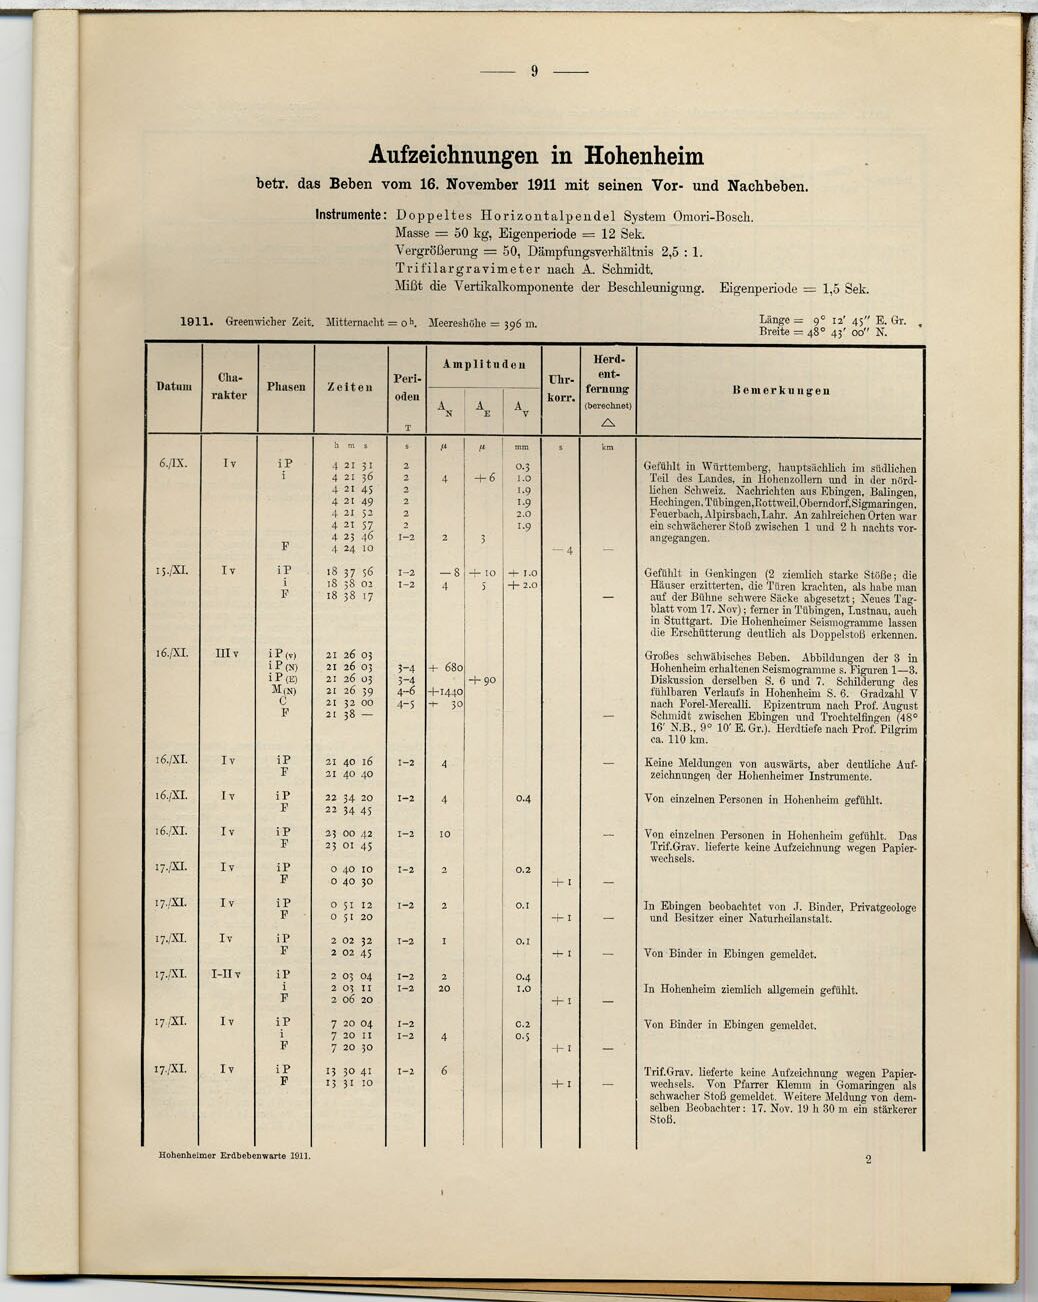 9
Aufzeichnungen in Hohenheim
betr. das Beben vom 16. November 1911 mit seinen Vor- und Nachbeben.
Instrumente: Doppeltes Horizontalpendel System Omori-Bosch.
Masse = 50 kg, Eigenperiode = 12 Sek.
Vergrößerung = 50, Dämpfungsverhältnis 2,5 : 1.
Trifilargravimeter nach A. Schmidt.
Mißt die Vertikalkomponente der Beschleunigung. Eigenperiode = 1,5 Sek.
1911. Greenwicher Zeit. Mitternacht = 0 h. Meereshöhe = 396 m.
Länge = 9° 12' 45" E. Gr.
Breite = 48° 43' 00" N.
Datum Cha-rakter Phasen Zeiten Peri-oden T Amplituden A_N A_E A_V Uhr-korr. Herd-ent-fernung (berechnet) △ Bemerkungen
h m s s μ μ mm s km
6./IX. I v i P 4 21 31 2 0.3 Gefühlt in Württemberg, hauptsächlich im südlichen
i 4 21 36 2 4 +6 1.0 Teil des Landes, in Hohenzollern und in der nörd-
4 21 45 2 1.9 lichen Schweiz. Nachrichten aus Ebingen, Balingen,
4 21 49 2 1.9 Hechingen, Tübingen, Rottweil, Oberndorf, Sigmaringen,
4 21 52 2 2.0 Feuerbach, Alpirsbach, Lahr. An zahlreichen Orten war
4 21 57 2 1.9 ein schwächerer Stoß zwischen 1 und 2 h nachts vor-
4 23 46 1–2 2 3 angegangen.
F 4 24 10 —4 —
15./XI. I v i P 18 37 56 1–2 —8 +10 +1.0 Gefühlt in Genkingen (2 ziemlich starke Stöße; die
i 18 38 02 1–2 4 5 +2.0 Häuser erzitterten, die Türen krachten, als habe man
F 18 38 17 — auf der Bühne schwere Säcke abgesetzt; Neues Tag-
blatt vom 17. Nov); ferner in Tübingen, Lustnau, auch
in Stuttgart. Die Hohenheimer Seismogramme lassen
die Erschütterung deutlich als Doppelstoß erkennen.
16./XI. III v i P (v) 21 26 03 Großes schwäbisches Beben. Abbildungen der 3 in
i P (N) 21 26 03 3–4 + 680 Hohenheim erhaltenen Seismogramme s. Figuren 1—3.
i P (E) 21 26 03 3–4 +90 Diskussion derselben S. 6 und 7. Schilderung des
M (N) 21 26 39 4–6 +1440 fühlbaren Verlaufs in Hohenheim S. 6. Gradzahl V
C 21 32 00 4–5 + 30 nach Forel-Mercalli. Epizentrum nach Prof. August
F 21 38 — — Schmidt zwischen Ebingen und Trochtelfingen (48°
16' N.B., 9° 10' E. Gr.). Herdtiefe nach Prof. Pilgrim
ca. 110 km.
16./XI. I v i P 21 40 16 1–2 4 — Keine Meldungen von auswärts, aber deutliche Auf-
F 21 40 40 zeichnungen der Hohenheimer Instrumente.
16./XI. I v i P 22 34 20 1–2 4 0.4 Von einzelnen Personen in Hohenheim gefühlt.
F 22 34 45
16./XI. I v i P 23 00 42 1–2 10 — Von einzelnen Personen in Hohenheim gefühlt. Das
F 23 01 45 Trif.Grav. lieferte keine Aufzeichnung wegen Papier-
wechsels.
17./XI. I v i P 0 40 10 1–2 2 0.2
F 0 40 30 +1 —
17./XI. I v i P 0 51 12 1–2 2 0.1 In Ebingen beobachtet von J. Binder, Privatgeologe
F 0 51 20 +1 — und Besitzer einer Naturheilanstalt.
17./XI. I v i P 2 02 32 1–2 1 0.1
F 2 02 45 +1 — Von Binder in Ebingen gemeldet.
17./XI. I-II v i P 2 03 04 1–2 2 0.4
i 2 03 11 1–2 20 1.0 In Hohenheim ziemlich allgemein gefühlt.
F 2 06 20 +1 —
17/XI. I v i P 7 20 04 1–2 0.2 Von Binder in Ebingen gemeldet.
i 7 20 11 1–2 4 0.5
F 7 20 30 +1 —
17./XI. I v i P 13 30 41 1–2 6 Trif.Grav. lieferte keine Aufzeichnung wegen Papier-
F 13 31 10 +1 — wechsels. Von Pfarrer Klemm in Gomaringen als
schwacher Stoß gemeldet. Weitere Meldung von dem-
selben Beobachter: 17. Nov. 19 h 30 m ein stärkerer
Stoß.
Hohenheimer Erdbebenwarte 1911.
2